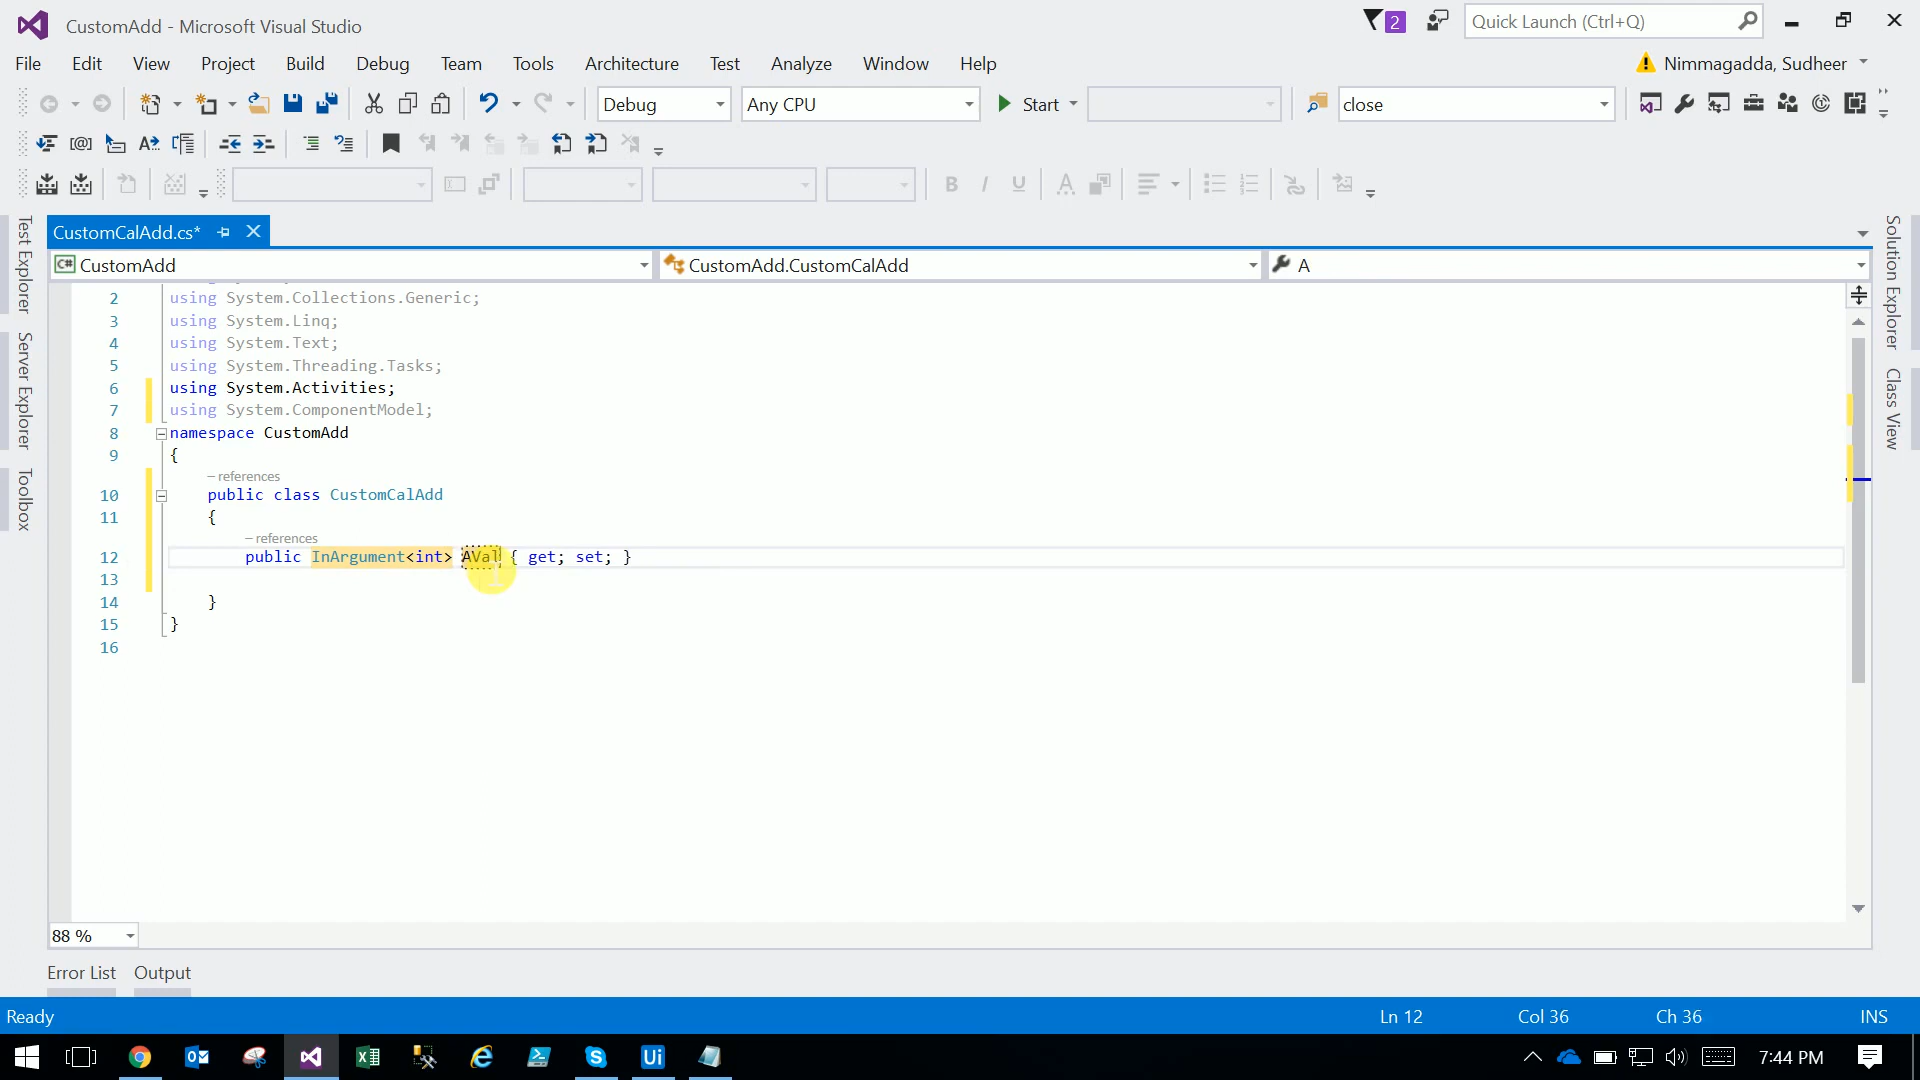 CustomAdd - Microsoft Visual Studio
2
Quick Launch (Ctrl+Q)
File Edit View Project Build Debug Team Tools Architecture Test Analyze Window Help
Nimmagadda, Sudheer
Debug
Any CPU
Start
close
Test Explorer
Server Explorer
Toolbox
CustomCalAdd.cs*
C# CustomAdd
CustomAdd.CustomCalAdd
A
2 using System.Collections.Generic;
3 using System.Linq;
4 using System.Text;
5 using System.Threading.Tasks;
6 using System.Activities;
7 using System.ComponentModel;
8 namespace CustomAdd
9 {
– references
10 public class CustomCalAdd
11 {
– references
12 public InArgument<int> AVal { get; set; }
13
14 }
15 }
16
Solution Explorer
Class View
88 %
Error List Output
Ready
Ln 12
Col 36
Ch 36
INS
Ui
7:44 PM